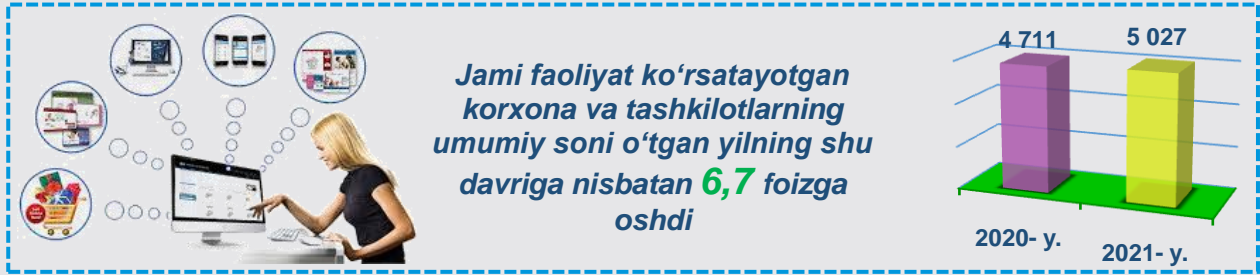 Jami faoliyat ko‘rsatayotgan
korxona va tashkilotlarning
umumiy soni o‘tgan yilning shu
davriga nisbatan 6,7 foizga
oshdi
4 711
5 027
2020- y.
2021- y.